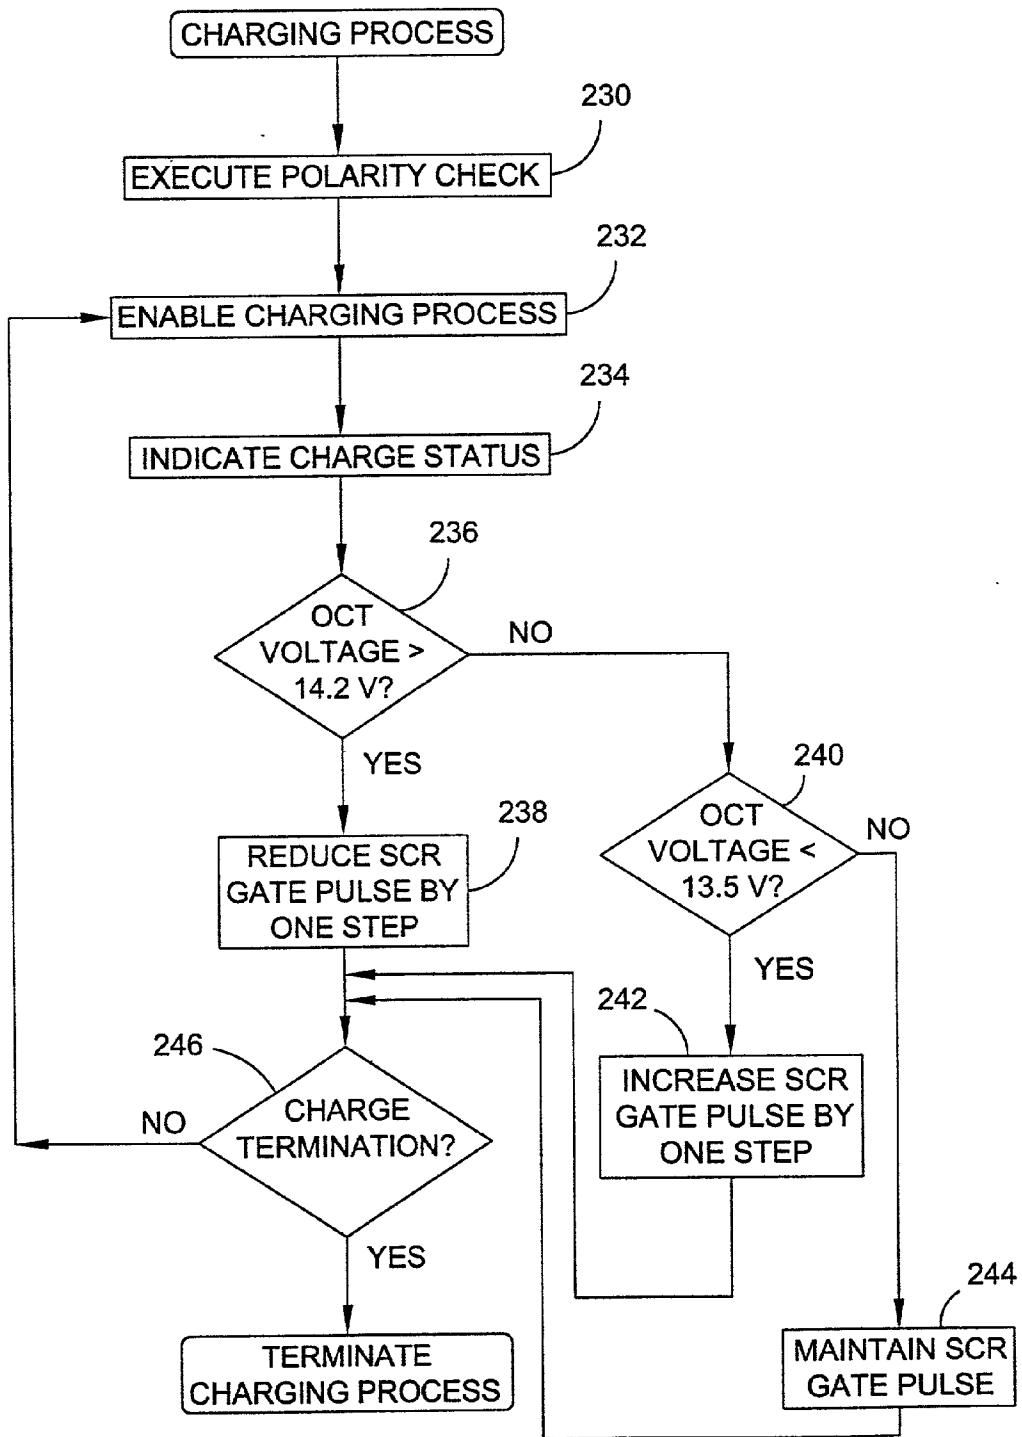 CHARGING PROCESS
230
EXECUTE POLARITY CHECK
232
ENABLE CHARGING PROCESS
234
INDICATE CHARGE STATUS
236
OCT
VOLTAGE >
14.2 V?
NO
YES
240
OCT
VOLTAGE <
13.5 V?
NO
YES
238
REDUCE SCR
GATE PULSE BY
ONE STEP
242
INCREASE SCR
GATE PULSE BY
ONE STEP
246
CHARGE
TERMINATION?
NO
YES
244
MAINTAIN SCR
GATE PULSE
TERMINATE
CHARGING PROCESS